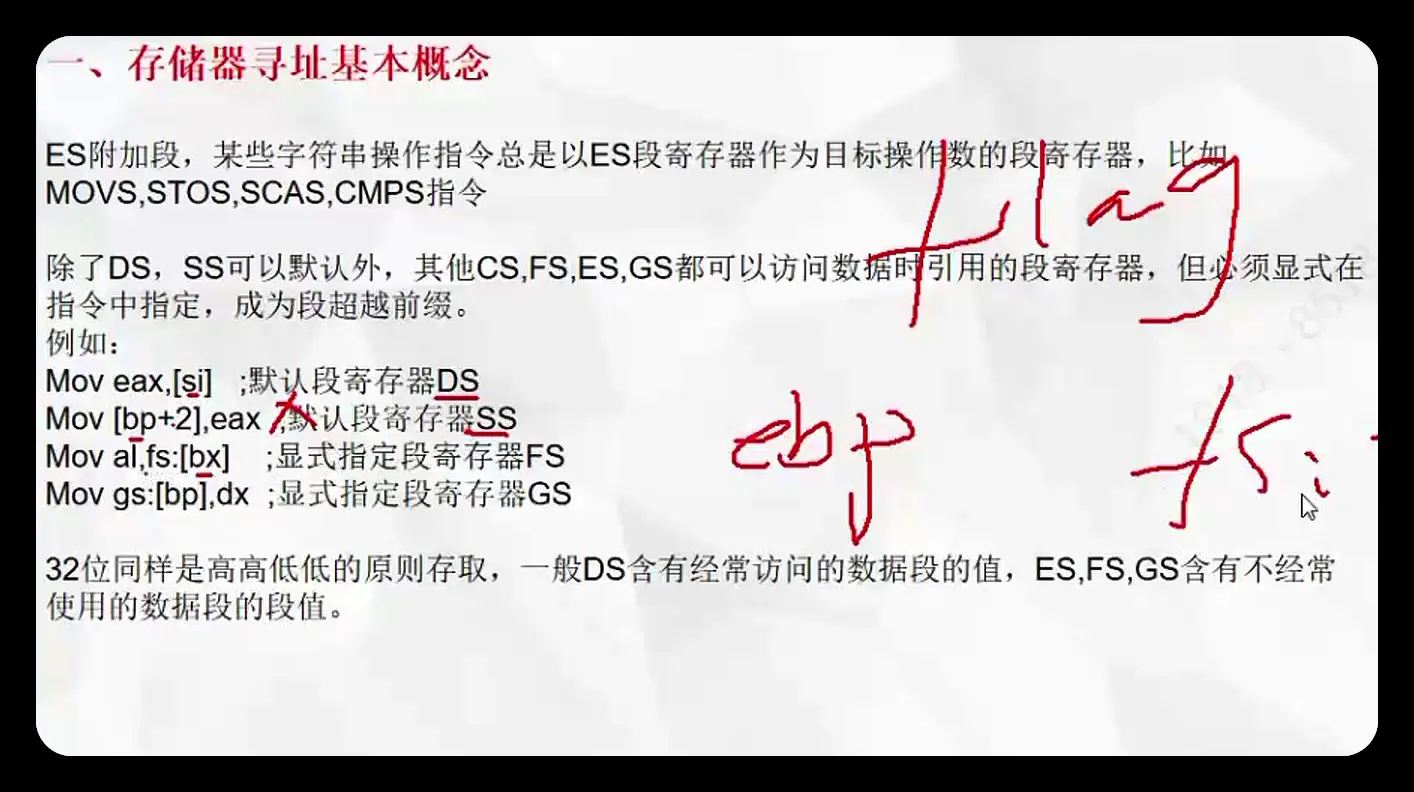 一、存储器寻址基本概念
ES附加段，某些字符串操作指令总是以ES段寄存器作为目标操作数的段寄存器，比如
MOVS,STOS,SCAS,CMPS指令
除了DS，SS可以默认外，其他CS,FS,ES,GS都可以访问数据时引用的段寄存器，但必须显式在
指令中指定，成为段超越前缀。
例如：
Mov eax,[si] ;默认段寄存器DS
Mov [bp+2],eax ;默认段寄存器SS
Mov al,fs:[bx] ;显式指定段寄存器FS
Mov gs:[bp],dx ;显式指定段寄存器GS
32位同样是高高低低的原则存取，一般DS含有经常访问的数据段的值，ES,FS,GS含有不经常
使用的数据段的段值。
flag
ebp
fs: